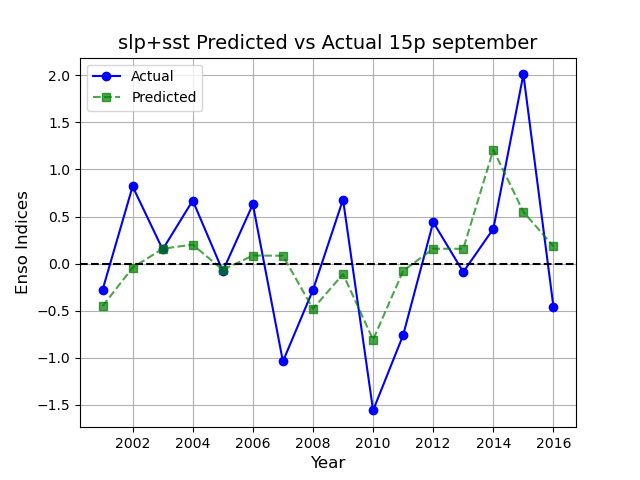 slp+sst Predicted vs Actual 15p september
Actual
Predicted
2.0
1.5
1.0
0.5
0.0
−0.5
−1.0
−1.5
Enso Indices
2002 2004 2006 2008 2010 2012 2014 2016
Year